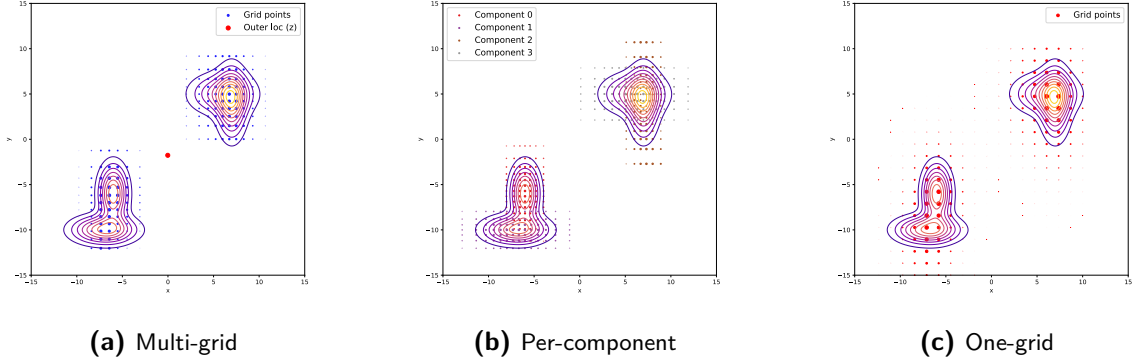 Grid points
Outer loc (z)
15
10
5
0
−5
−10
−15
y
−15 −10 −5 0 5 10 15
x
(a) Multi-grid
Component 0
Component 1
Component 2
Component 3
15
10
5
0
−5
−10
−15
y
−15 −10 −5 0 5 10 15
x
(b) Per-component
Grid points
15
10
5
0
−5
−10
−15
y
−15 −10 −5 0 5 10 15
x
(c) One-grid